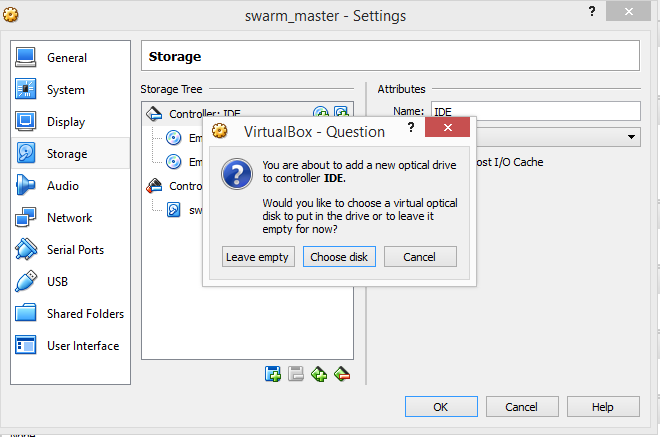 swarm_master - Settings
?
General
System
Display
Storage
Audio
Network
Serial Ports
USB
Shared Folders
User Interface
Storage
Storage Tree
Controller: IDE
Em
Em
Contro
sw
Attributes
Name: IDE
ost I/O Cache
VirtualBox - Question
?
You are about to add a new optical drive
to controller IDE.
Would you like to choose a virtual optical
disk to put in the drive or to leave it
empty for now?
Leave empty Choose disk Cancel
OK Cancel Help